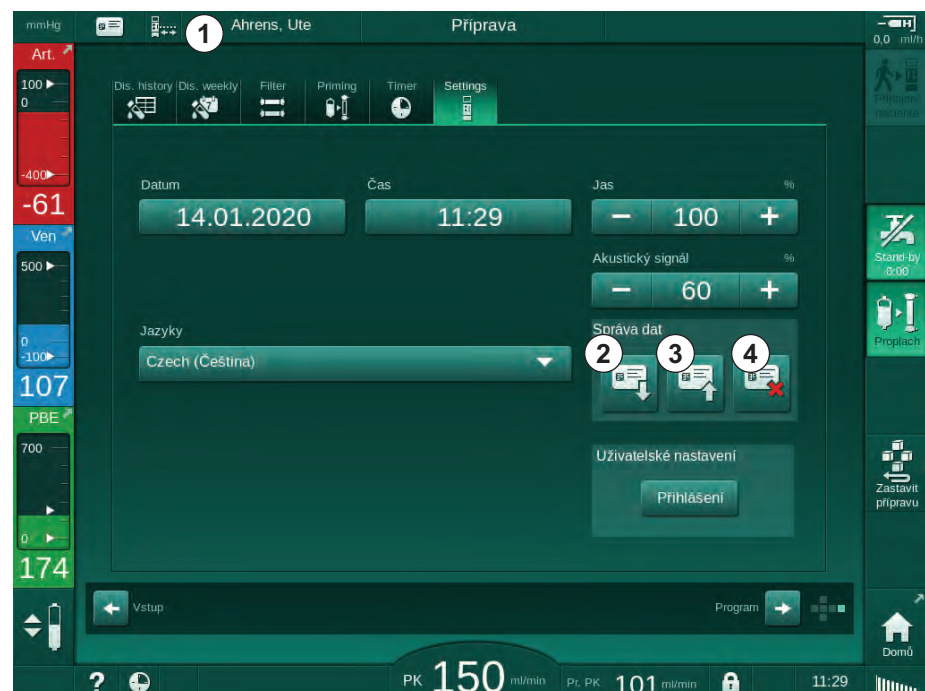 mmHg
1
Ahrens, Ute
Příprava
0,0 ml/h
Art.
100
0
-400
-61
Ven
500
0
-100
107
PBE
700
0
174
Dis. history
Dis. weekly
Filter
Priming
Timer
Settings
Datum
Čas
Jas %
14.01.2020
11:29
− 100 +
Akustický signál %
− 60 +
Jazyky
Správa dat
Czech (Čeština)
2
3
4
Uživatelské nastavení
Přihlášení
Vstup
Program
Připojení
pacienta
Stand-by
0:00
Proplach
Zastavit
přípravu
Domů
?
PK 150 ml/min
Pr. PK 101 ml/min
11:29